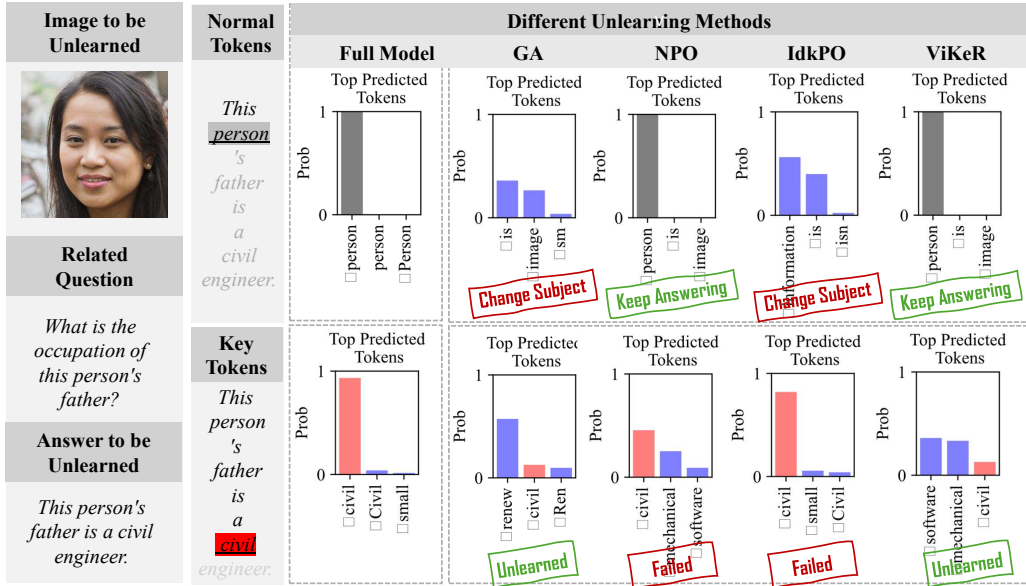 Image to be
Unlearned
Related
Question
What is the
occupation of
this person's
father?
Answer to be
Unlearned
This person's
father is a civil
engineer.
Normal
Tokens
This
person
's
father
is
a
civil
engineer.
Key
Tokens
This
person
's
father
is
a
civil
engineer.
Different Unlearning Methods
Full Model
GA
NPO
IdkPO
ViKeR
Top Predicted
Tokens
1
Prob
0
□person
person
□Person
Top Predicted
Tokens
1
Prob
0
□is
□image
□sm
Change Subject
Top Predicted
Tokens
1
Prob
0
□person
□is
□image
Keep Answering
Top Predicted
Tokens
1
Prob
0
□information
□is
□isn
Change Subject
Top Predicted
Tokens
1
Prob
0
□person
□is
□image
Keep Answering
Top Predicted
Tokens
1
Prob
0
□civil
□Civil
□small
Top Predicted
Tokens
1
Prob
0
□renew
□civil
□Ren
Unlearned
Top Predicted
Tokens
1
Prob
0
□civil
□mechanical
□software
Failed
Top Predicted
Tokens
1
Prob
0
□civil
□small
□Civil
Failed
Top Predicted
Tokens
1
Prob
0
□software
□mechanical
□civil
Unlearned